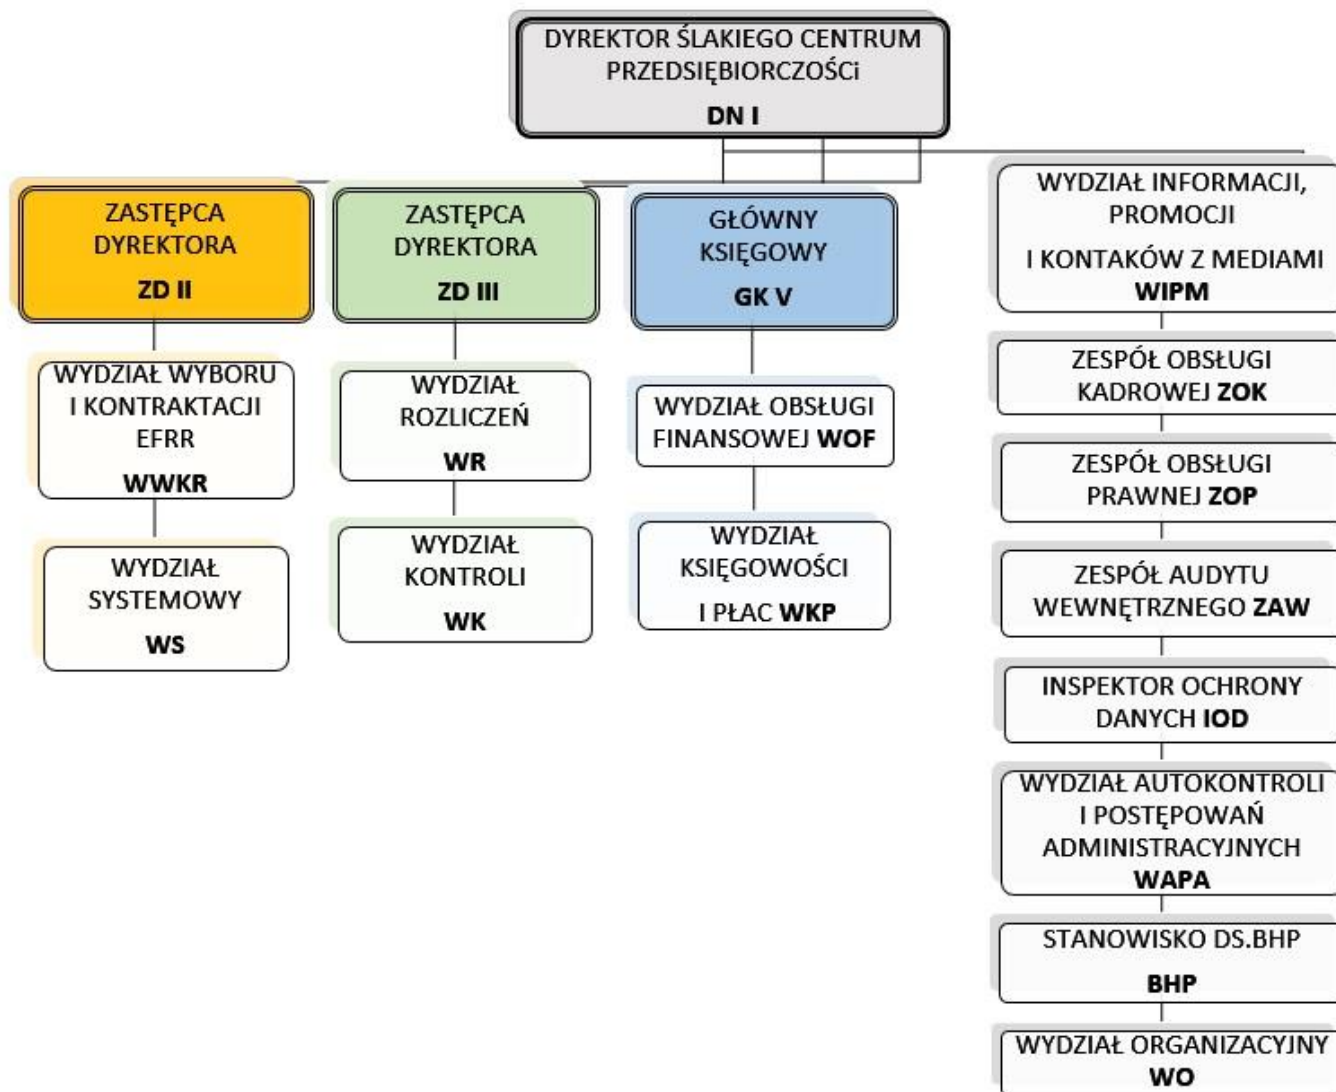 DYREKTOR ŚLAKIEGO CENTRUM
PRZEDSIĘBIORCZOŚCi
DN I
ZASTĘPCA
DYREKTORA
ZD II
WYDZIAŁ WYBORU
I KONTRAKTACJI
EFRR
WWKR
WYDZIAŁ
SYSTEMOWY
WS
ZASTĘPCA
DYREKTORA
ZD III
WYDZIAŁ
ROZLICZEŃ
WR
WYDZIAŁ
KONTROLI
WK
GŁÓWNY
KSIĘGOWY
GK V
WYDZIAŁ OBSŁUGI
FINANSOWEJ WOF
WYDZIAŁ
KSIĘGOWOŚCI
I PŁAC WKP
WYDZIAŁ INFORMACJI,
PROMOCJI
I KONTAKÓW Z MEDIAMI
WIPM
ZESPÓŁ OBSŁUGI
KADROWEJ ZOK
ZESPÓŁ OBSŁUGI
PRAWNEJ ZOP
ZESPÓŁ AUDYTU
WEWNĘTRZNEGO ZAW
INSPEKTOR OCHRONY
DANYCH IOD
WYDZIAŁ AUTOKONTROLI
I POSTĘPOWAŃ
ADMINISTRACYJNYCH
WAPA
STANOWISKO DS.BHP
BHP
WYDZIAŁ ORGANIZACYJNY
WO